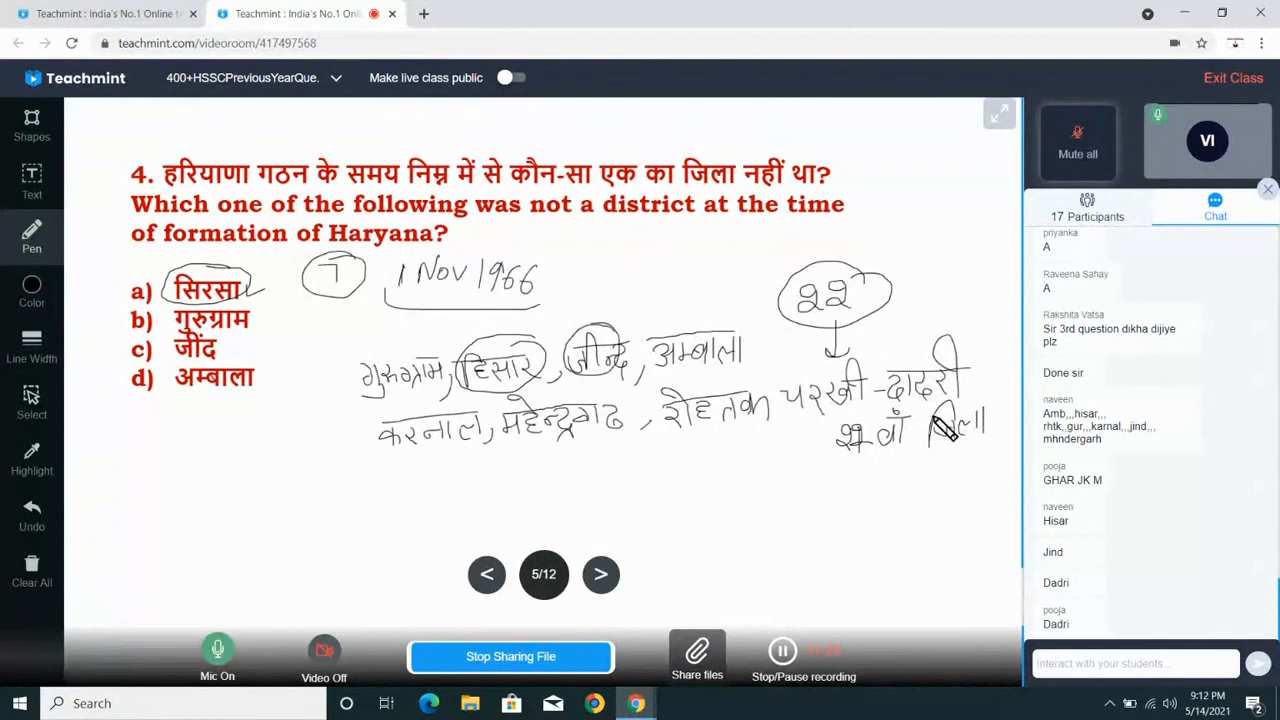 Teachmint : India's No.1 Online t
Teachmint : India's No.1 Onl
teachmint.com/videoroom/417497568
Teachmint
400+HSSCPreviousYearQue.
Make live class public
Exit Class
Shapes
Text
Pen
Color
Line Width
Select
Highlight
Undo
Clear All
4. हरियाणा गठन के समय निम्न में से कौन-सा एक का जिला नहीं था?
Which one of the following was not a district at the time
of formation of Haryana?
a) सिरसा
b) गुरुग्राम
c) जींद
d) अम्बाला
7
1 Nov 1966
22
गुरुग्राम, हिसार, जीन्द, अम्बाला
करनाल, महेन्द्रगढ, रोहतक
चरखी-दादरी
22 वाँ जिला
<
5/12
>
Mic On
Video Off
Stop Sharing File
Share files
Stop/Pause recording
Mute all
VI
17 Participants
Chat
priyanka
A
Raveena Sahay
A
Rakshita Vatsa
Sir 3rd question dikha dijiye
plz
Done sir
naveen
Amb,,,hisar,,,
rhtk,,gur,,,karnal,,,jind,,,
mhndergarh
pooja
GHAR JK M
naveen
Hisar
Jind
Dadri
pooja
Dadri
Interact with your students...
Search
9:12 PM
5/14/2021
2